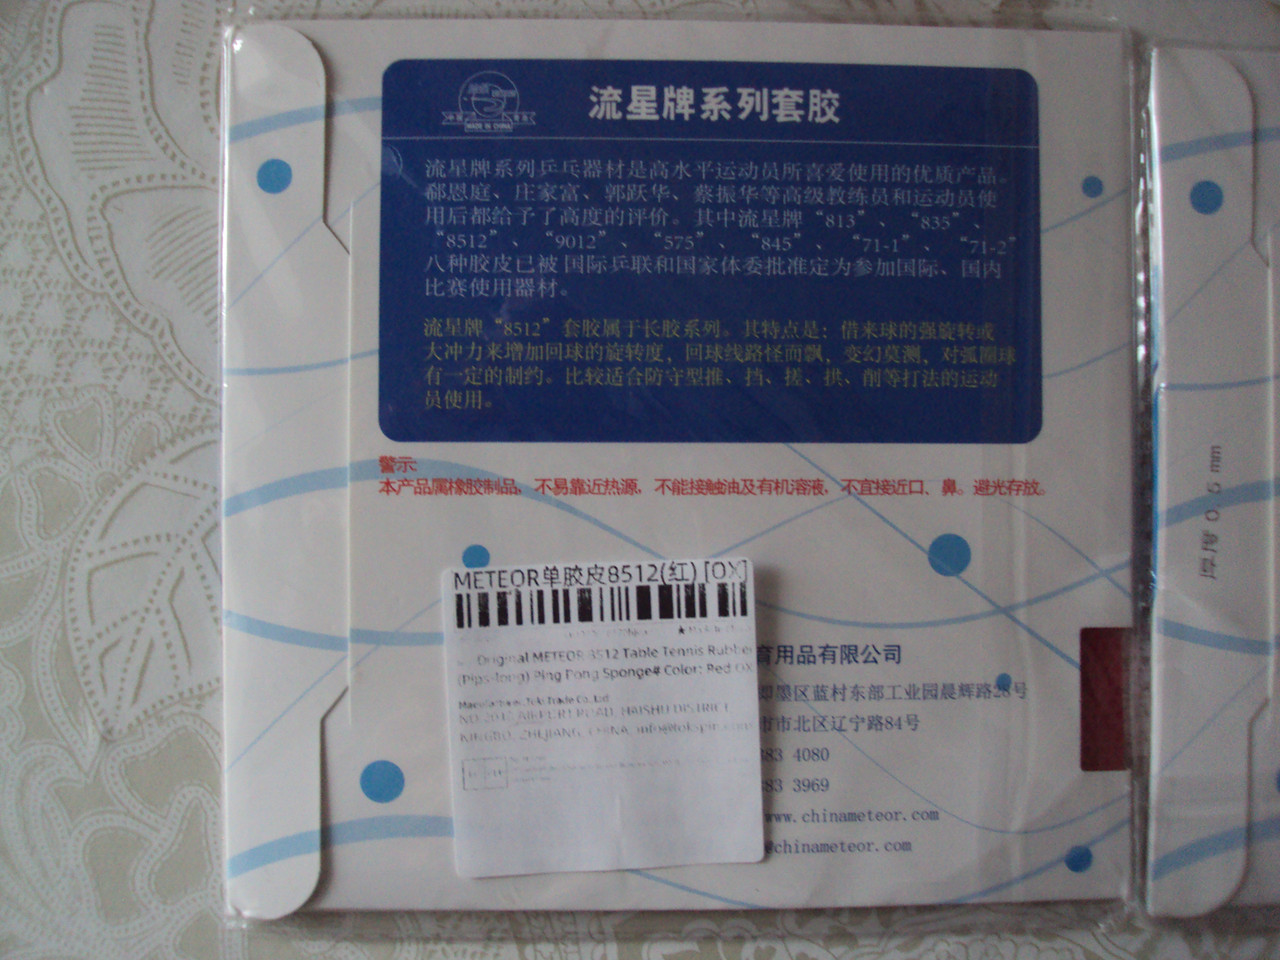 MADE IN CHINA
流星牌系列套胶
流星牌系列乒乓器材是高水平运动员所喜爱使用的优质产品。
郗恩庭、庄家富、郭跃华、蔡振华等高级教练员和运动员使
用后都给予了高度的评价。其中流星牌“813”、“835”、
“8512”、“9012”、“575”、“845”、“71-1”、“71-2”
八种胶皮已被国际乒联和国家体委批准定为参加国际、国内
比赛使用器材。
流星牌“8512”套胶属于长胶系列。其特点是：借来球的强旋转或
大冲力来增加回球的旋转度，回球线路怪而飘，变幻莫测，对弧圈球
有一定的制约。比较适合防守型推、挡、搓、拱、削等打法的运动
员使用。
警示:
本产品属橡胶制品，不易靠近热源，不能接触油及有机溶液，不宜接近口、鼻。避光存放。
METEOR单胶皮8512(红) [OX]
Original METEOR 8512 Table Tennis Rubber
(Pips-long) Ping Pong Sponge# Color: Red OX
Manufacturer: Toki Trade Co., Ltd
AIRPORT ROAD, HAISHU DISTRICT
ZHEJIANG, CHINA.
育用品有限公司
即墨区蓝村东部工业园晨辉路28号
市市北区辽宁路84号
883 4080
883 3969
www.chinameteor.com
@chinameteor.com
厚度 0.6 mm